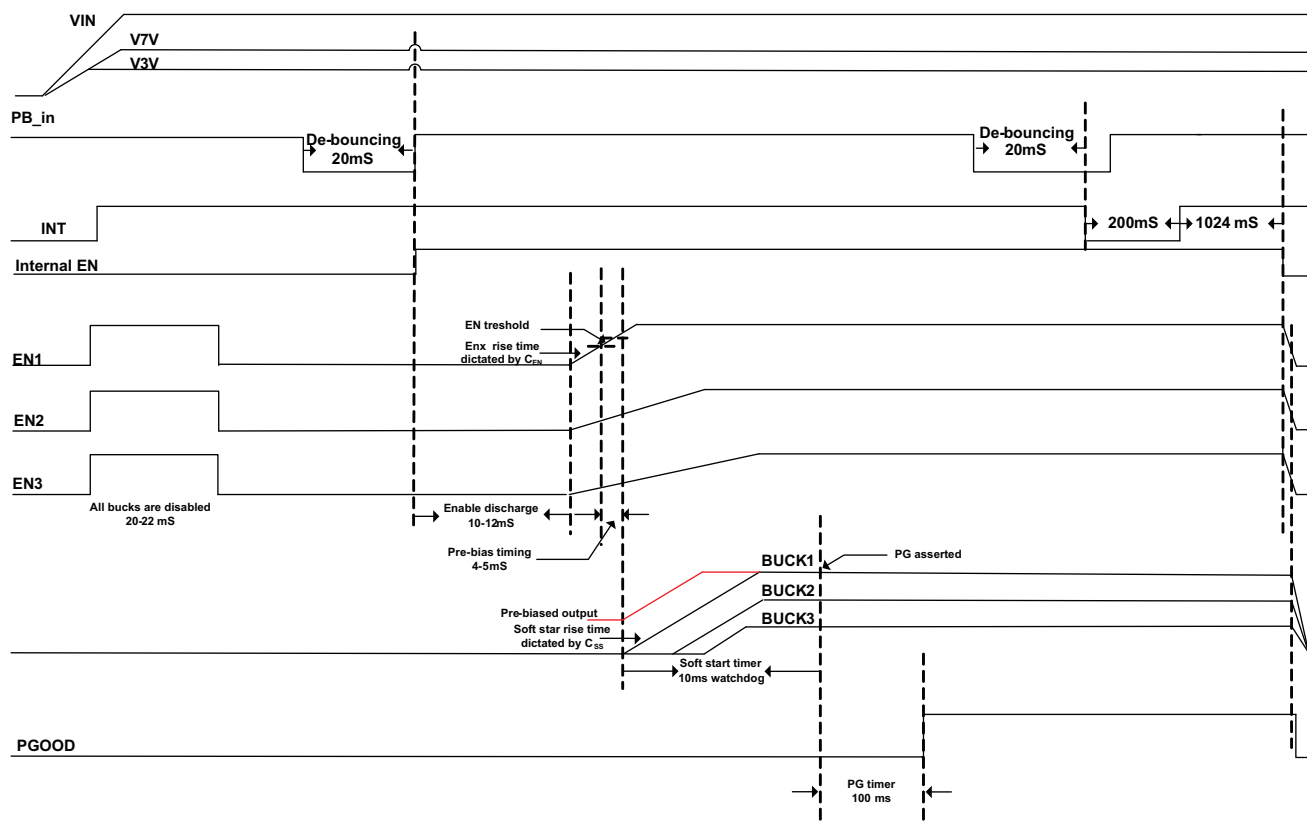 VIN
V7V
V3V
PB_in
De-bouncing
20mS
De-bouncing
20mS
INT
200mS
1024 mS
Internal EN
EN treshold
Enx rise time
dictated by CEN
EN1
EN2
EN3
All bucks are disabled
20-22 mS
Enable discharge
10-12mS
Pre-bias timing
4-5mS
BUCK1
PG asserted
BUCK2
Pre-biased output
BUCK3
Soft star rise time
dictated by CSS
Soft start timer
10ms watchdog
PGOOD
PG timer
100 ms